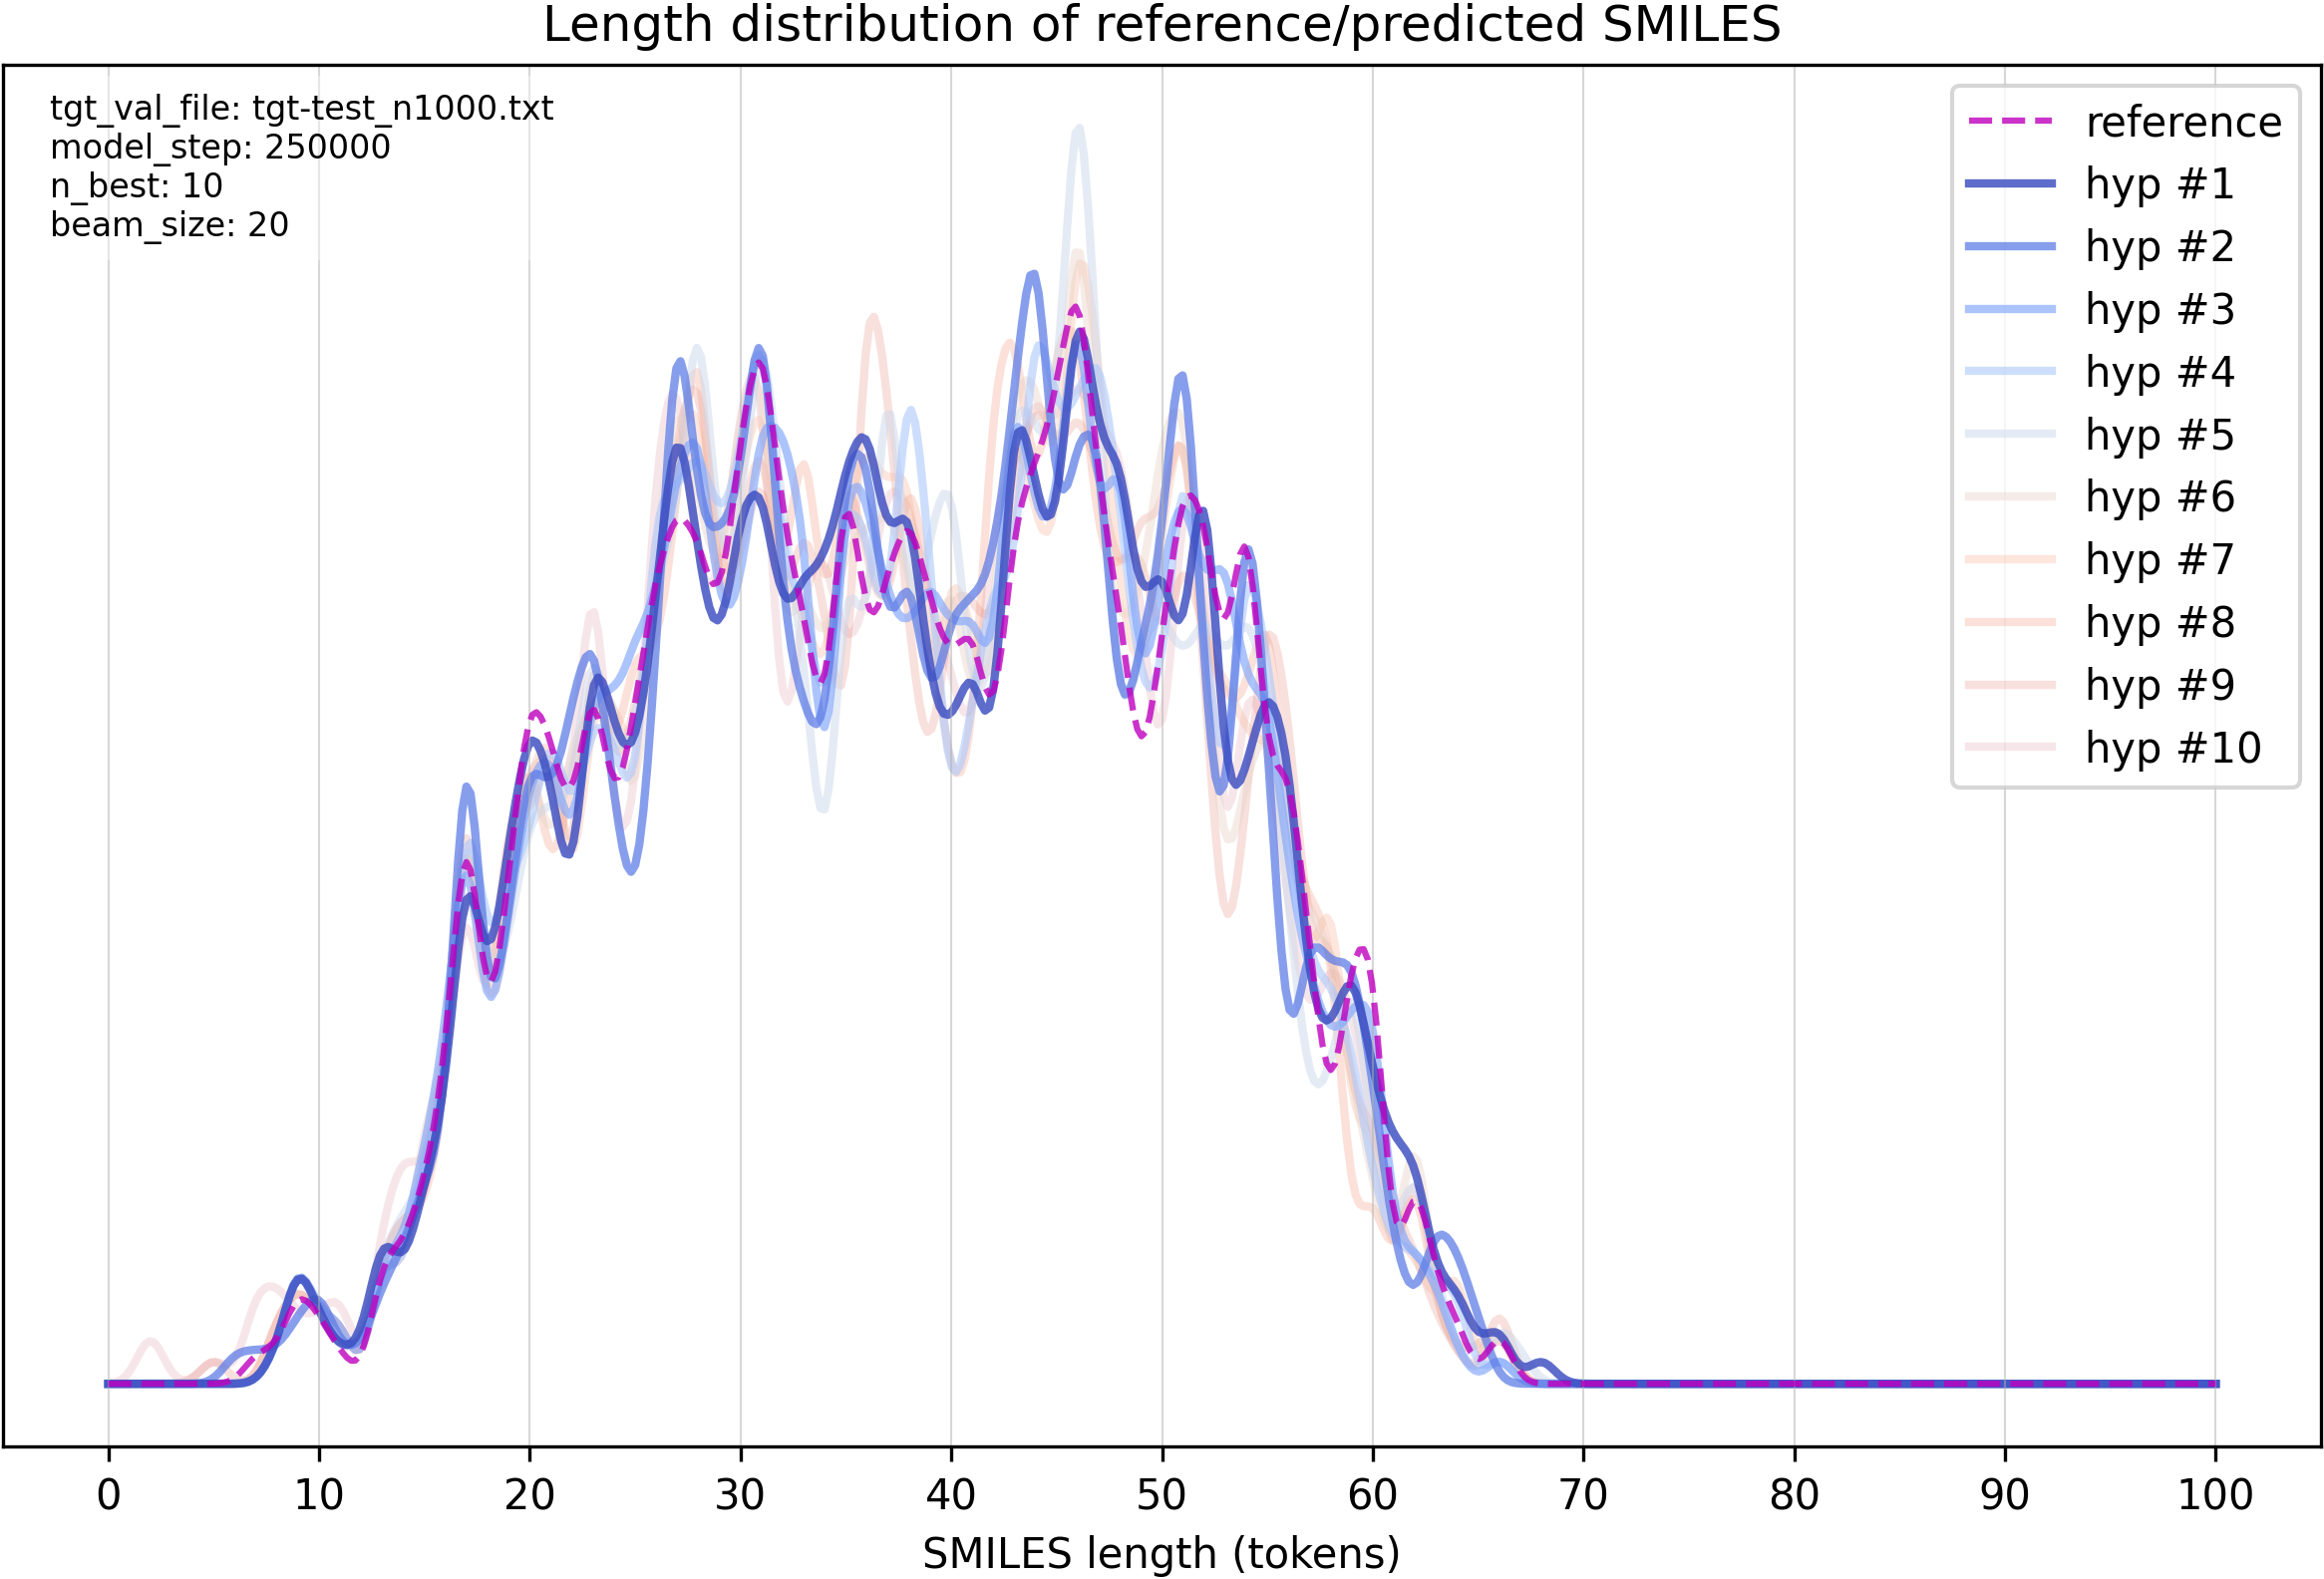 Length distribution of reference/predicted SMILES
tgt_val_file: tgt-test_n1000.txt
model_step: 250000
n_best: 10
beam_size: 20
reference
hyp #1
hyp #2
hyp #3
hyp #4
hyp #5
hyp #6
hyp #7
hyp #8
hyp #9
hyp #10
0 10 20 30 40 50 60 70 80 90 100
SMILES length (tokens)